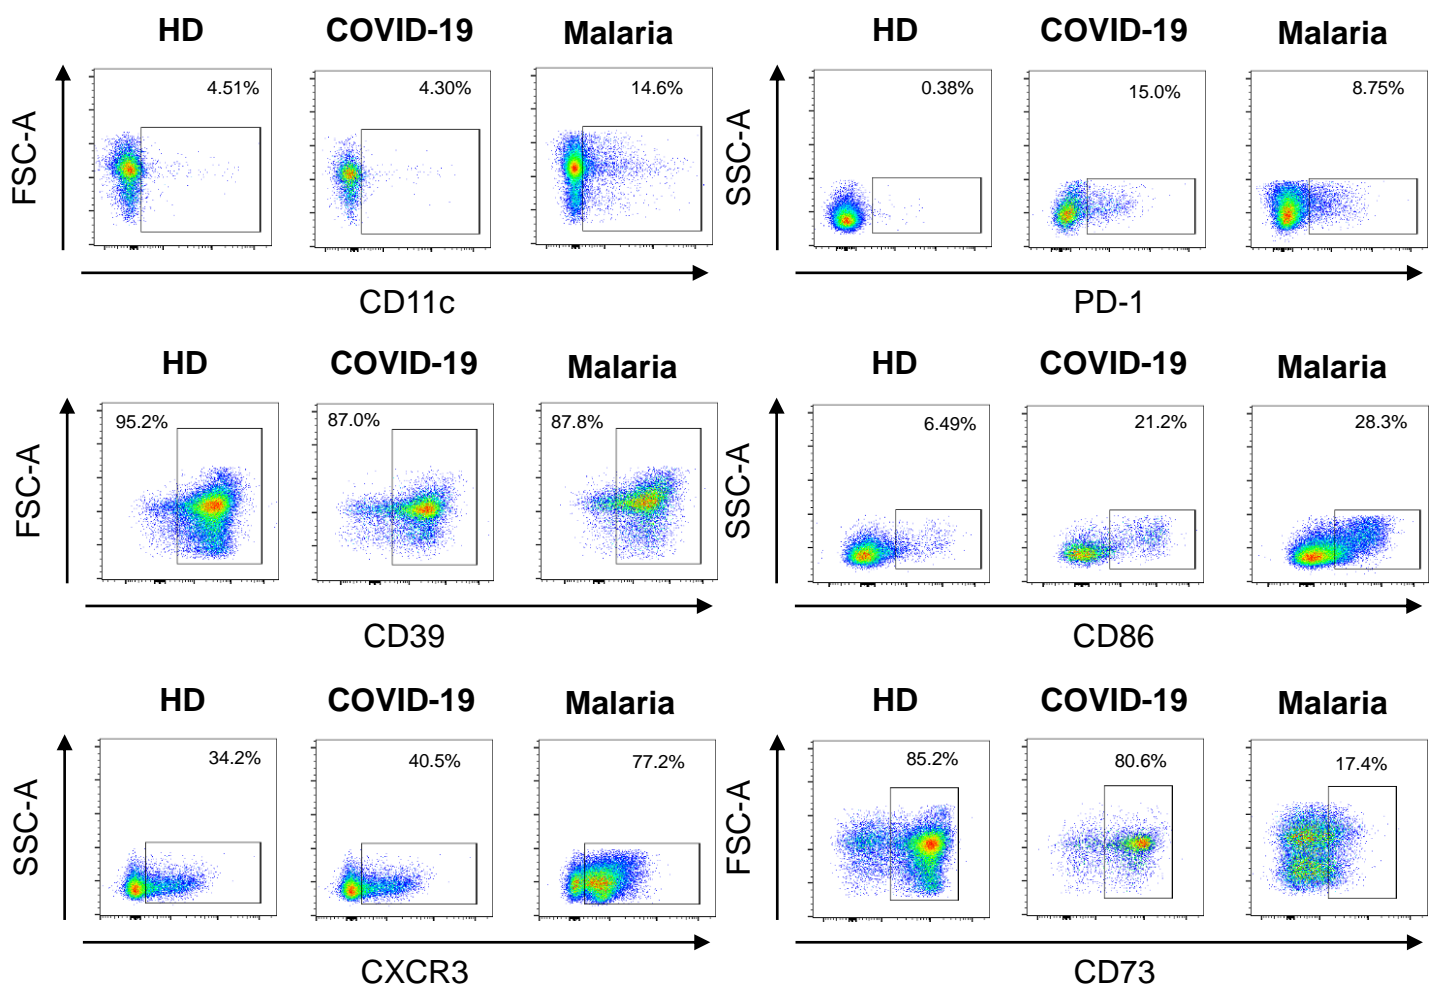 HD COVID-19 Malaria
4.51% 4.30% 14.6%
FSC-A
CD11c
HD COVID-19 Malaria
0.38% 15.0% 8.75%
SSC-A
PD-1
HD COVID-19 Malaria
95.2% 87.0% 87.8%
FSC-A
CD39
HD COVID-19 Malaria
6.49% 21.2% 28.3%
SSC-A
CD86
HD COVID-19 Malaria
34.2% 40.5% 77.2%
SSC-A
CXCR3
HD COVID-19 Malaria
85.2% 80.6% 17.4%
FSC-A
CD73